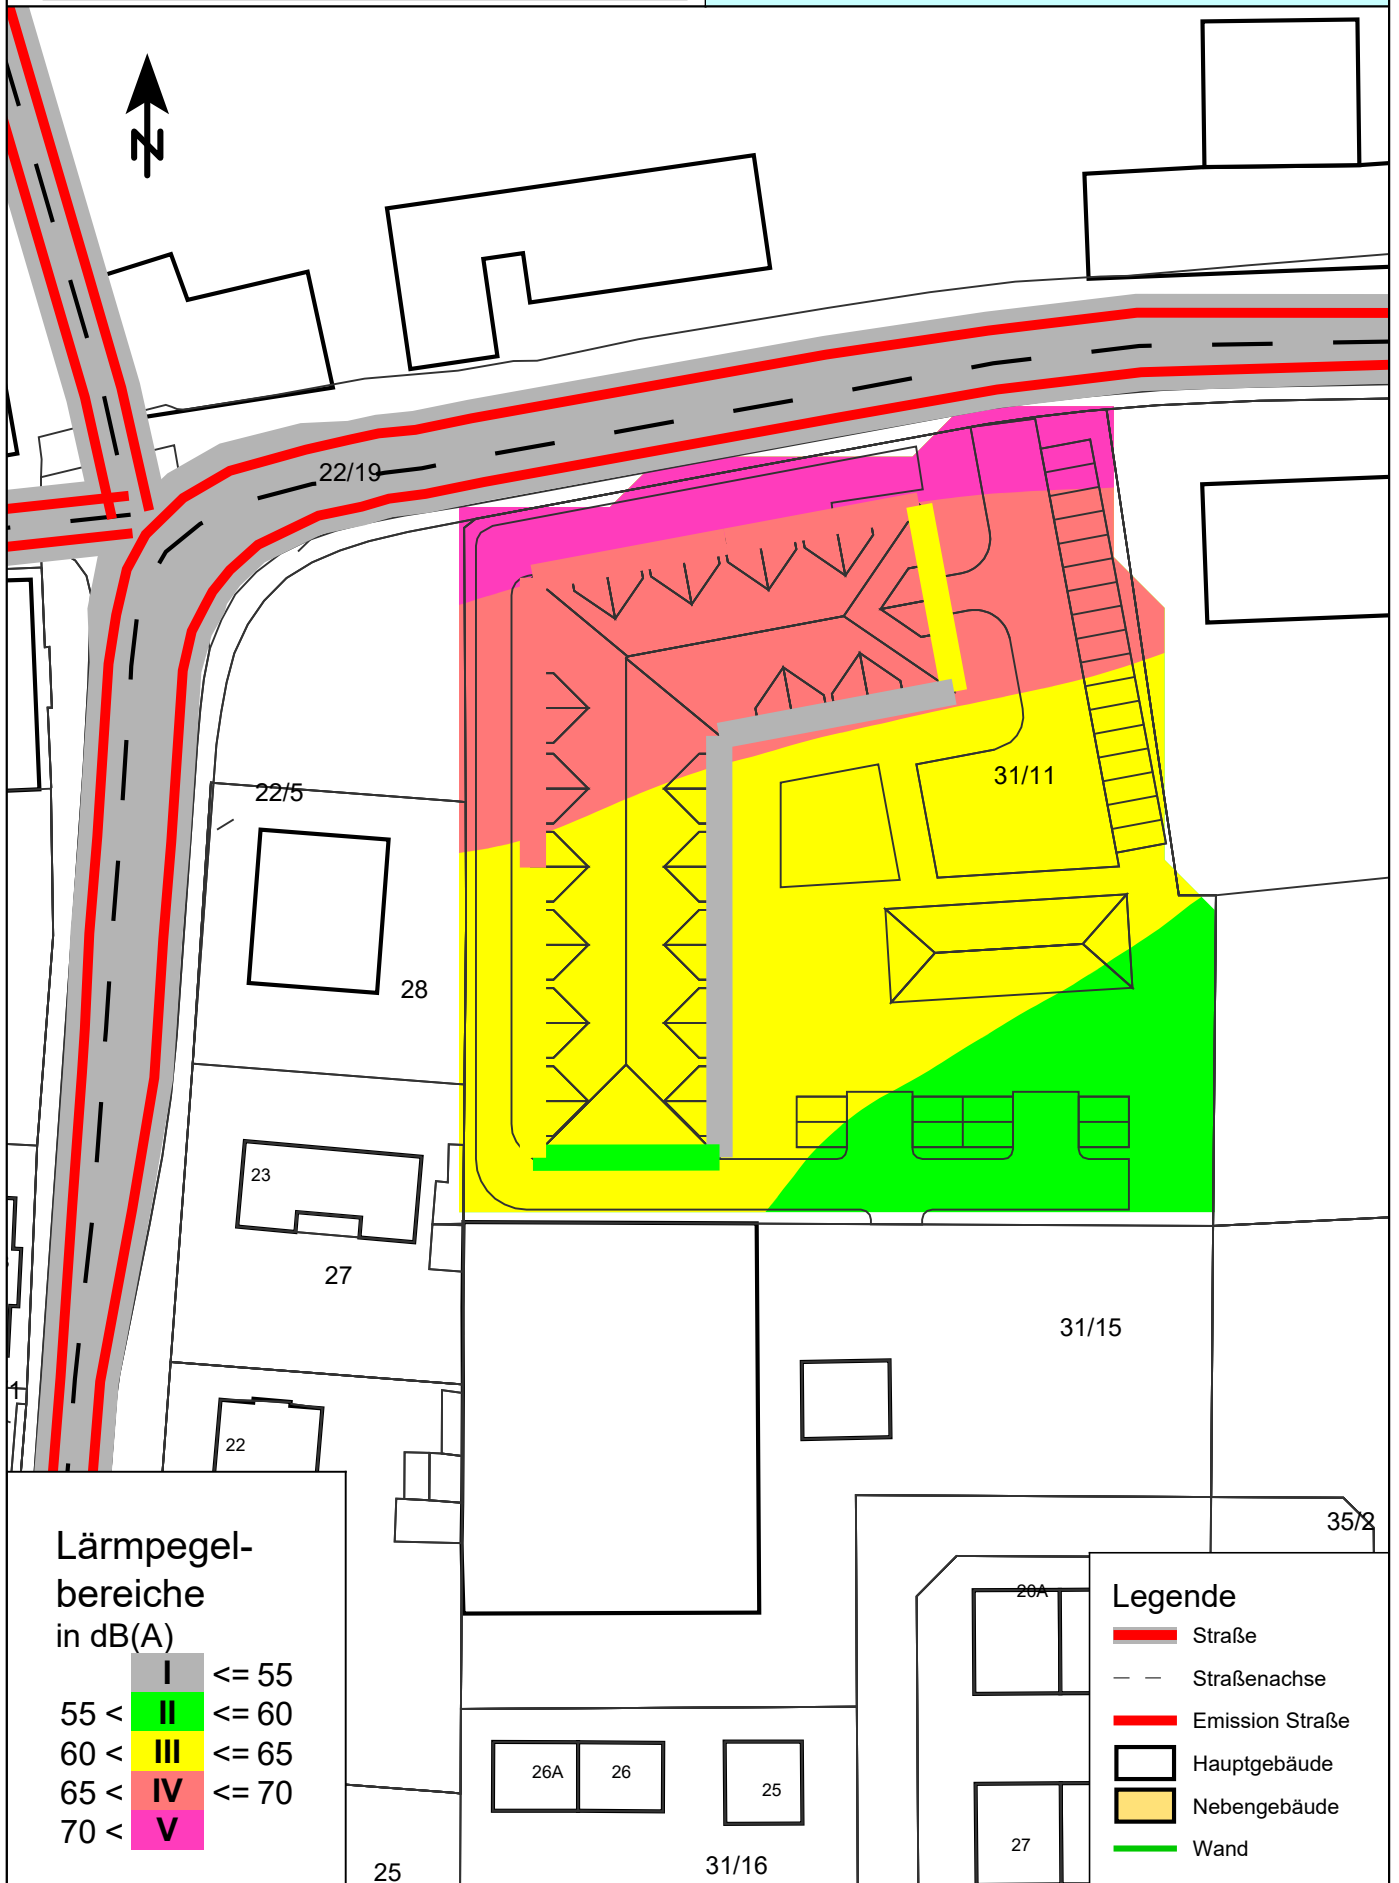 N
22/19
22/5
31/11
28
23
27
31/15
22
1
35/2
20A
26A
26
25
27
31/16
25
Lärmpegel-
bereiche
in dB(A)
I <= 55
55 < II <= 60
60 < III <= 65
65 < IV <= 70
70 < V
Legende
Straße
Straßenachse
Emission Straße
Hauptgebäude
Nebengebäude
Wand